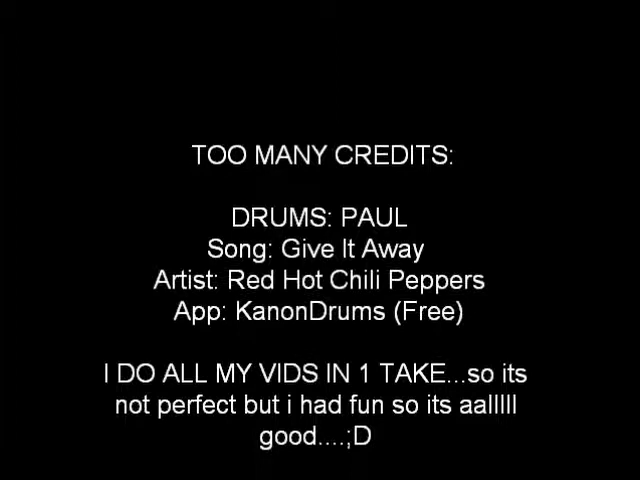 TOO MANY CREDITS:
DRUMS: PAUL
Song: Give It Away
Artist: Red Hot Chili Peppers
App: KanonDrums (Free)
I DO ALL MY VIDS IN 1 TAKE...so its
not perfect but i had fun so its aalllll
good....;D